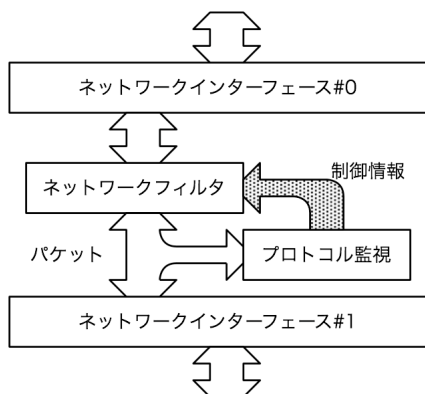 ネットワークインターフェース#0
制御情報
ネットワークフィルタ
パケット
プロトコル監視
ネットワークインターフェース#1